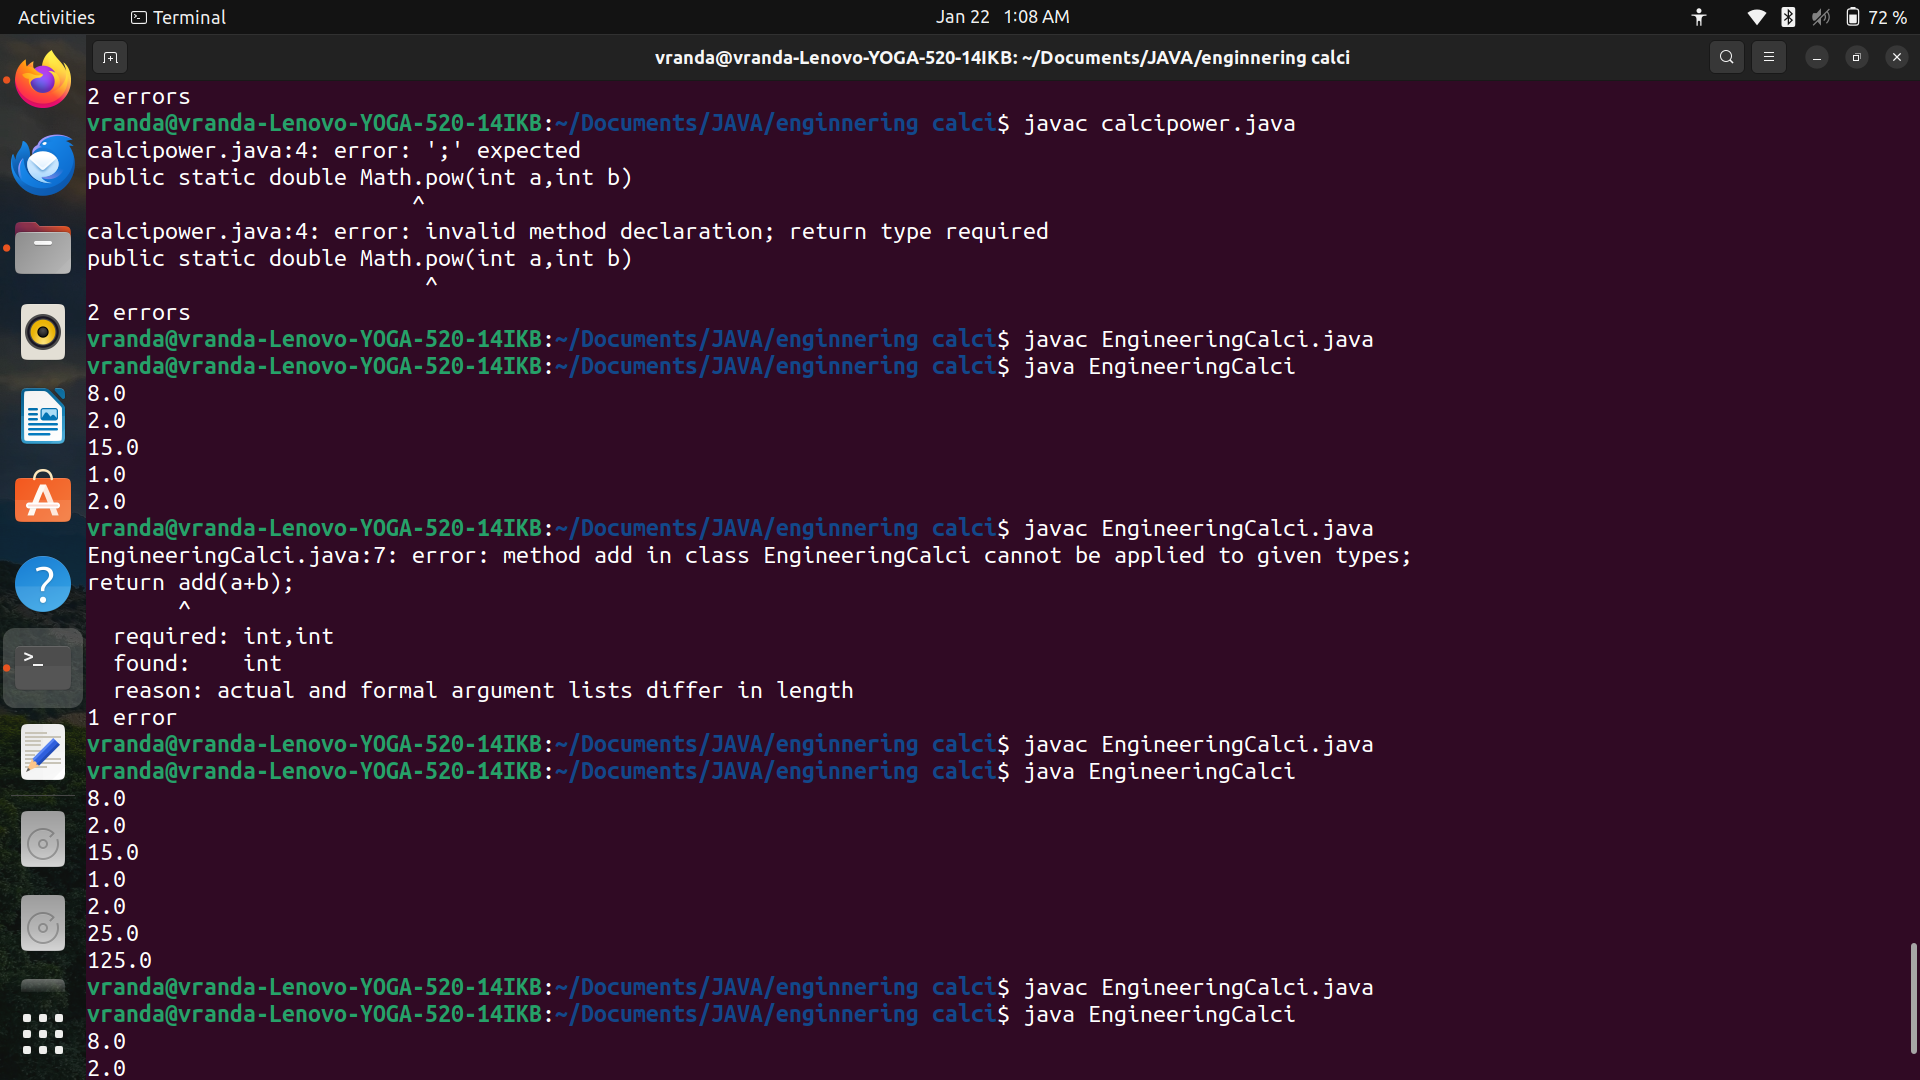 Activities Terminal Jan 22 1:08 AM 72 %
vranda@vranda-Lenovo-YOGA-520-14IKB: ~/Documents/JAVA/enginnering calci
2 errors
vranda@vranda-Lenovo-YOGA-520-14IKB:~/Documents/JAVA/enginnering calci$ javac calcipower.java
calcipower.java:4: error: ';' expected
public static double Math.pow(int a,int b)
^
calcipower.java:4: error: invalid method declaration; return type required
public static double Math.pow(int a,int b)
^
2 errors
vranda@vranda-Lenovo-YOGA-520-14IKB:~/Documents/JAVA/enginnering calci$ javac EngineeringCalci.java
vranda@vranda-Lenovo-YOGA-520-14IKB:~/Documents/JAVA/enginnering calci$ java EngineeringCalci
8.0
2.0
15.0
1.0
2.0
vranda@vranda-Lenovo-YOGA-520-14IKB:~/Documents/JAVA/enginnering calci$ javac EngineeringCalci.java
EngineeringCalci.java:7: error: method add in class EngineeringCalci cannot be applied to given types;
return add(a+b);
^
required: int,int
found:    int
reason: actual and formal argument lists differ in length
1 error
vranda@vranda-Lenovo-YOGA-520-14IKB:~/Documents/JAVA/enginnering calci$ javac EngineeringCalci.java
vranda@vranda-Lenovo-YOGA-520-14IKB:~/Documents/JAVA/enginnering calci$ java EngineeringCalci
8.0
2.0
15.0
1.0
2.0
25.0
125.0
vranda@vranda-Lenovo-YOGA-520-14IKB:~/Documents/JAVA/enginnering calci$ javac EngineeringCalci.java
vranda@vranda-Lenovo-YOGA-520-14IKB:~/Documents/JAVA/enginnering calci$ java EngineeringCalci
8.0
2.0